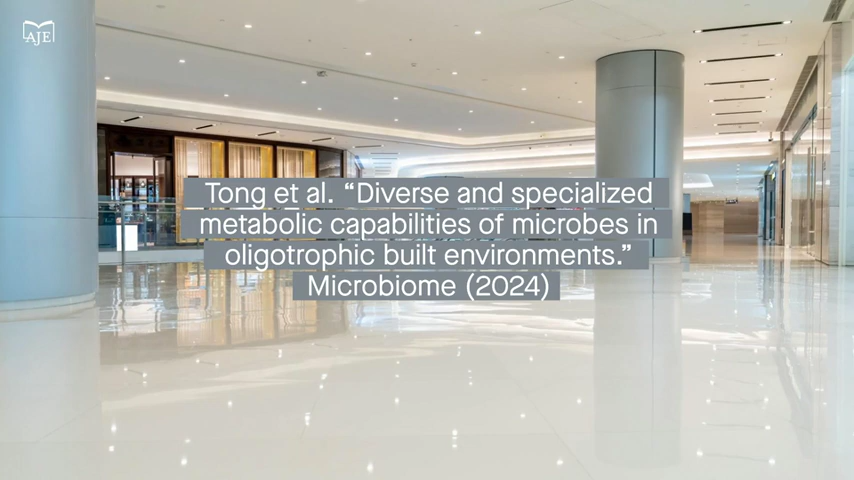 AJE
Tong et al. “Diverse and specialized
metabolic capabilities of microbes in
oligotrophic built environments.”
Microbiome (2024)